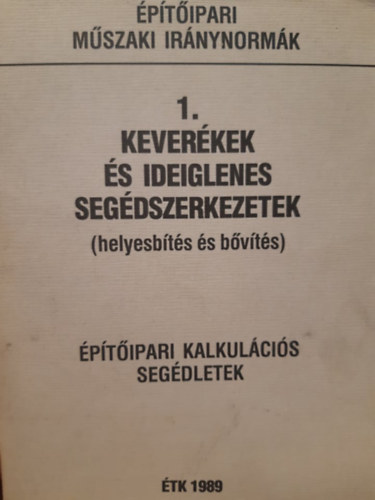 ÉPÍTŐIPARI
MŰSZAKI IRÁNYNORMÁK
1.
KEVERÉKEK
ÉS IDEIGLENES
SEGÉDSZERKEZETEK
(helyesbítés és bővítés)
ÉPÍTŐIPARI KALKULÁCIÓS
SEGÉDLETEK
ÉTK 1989